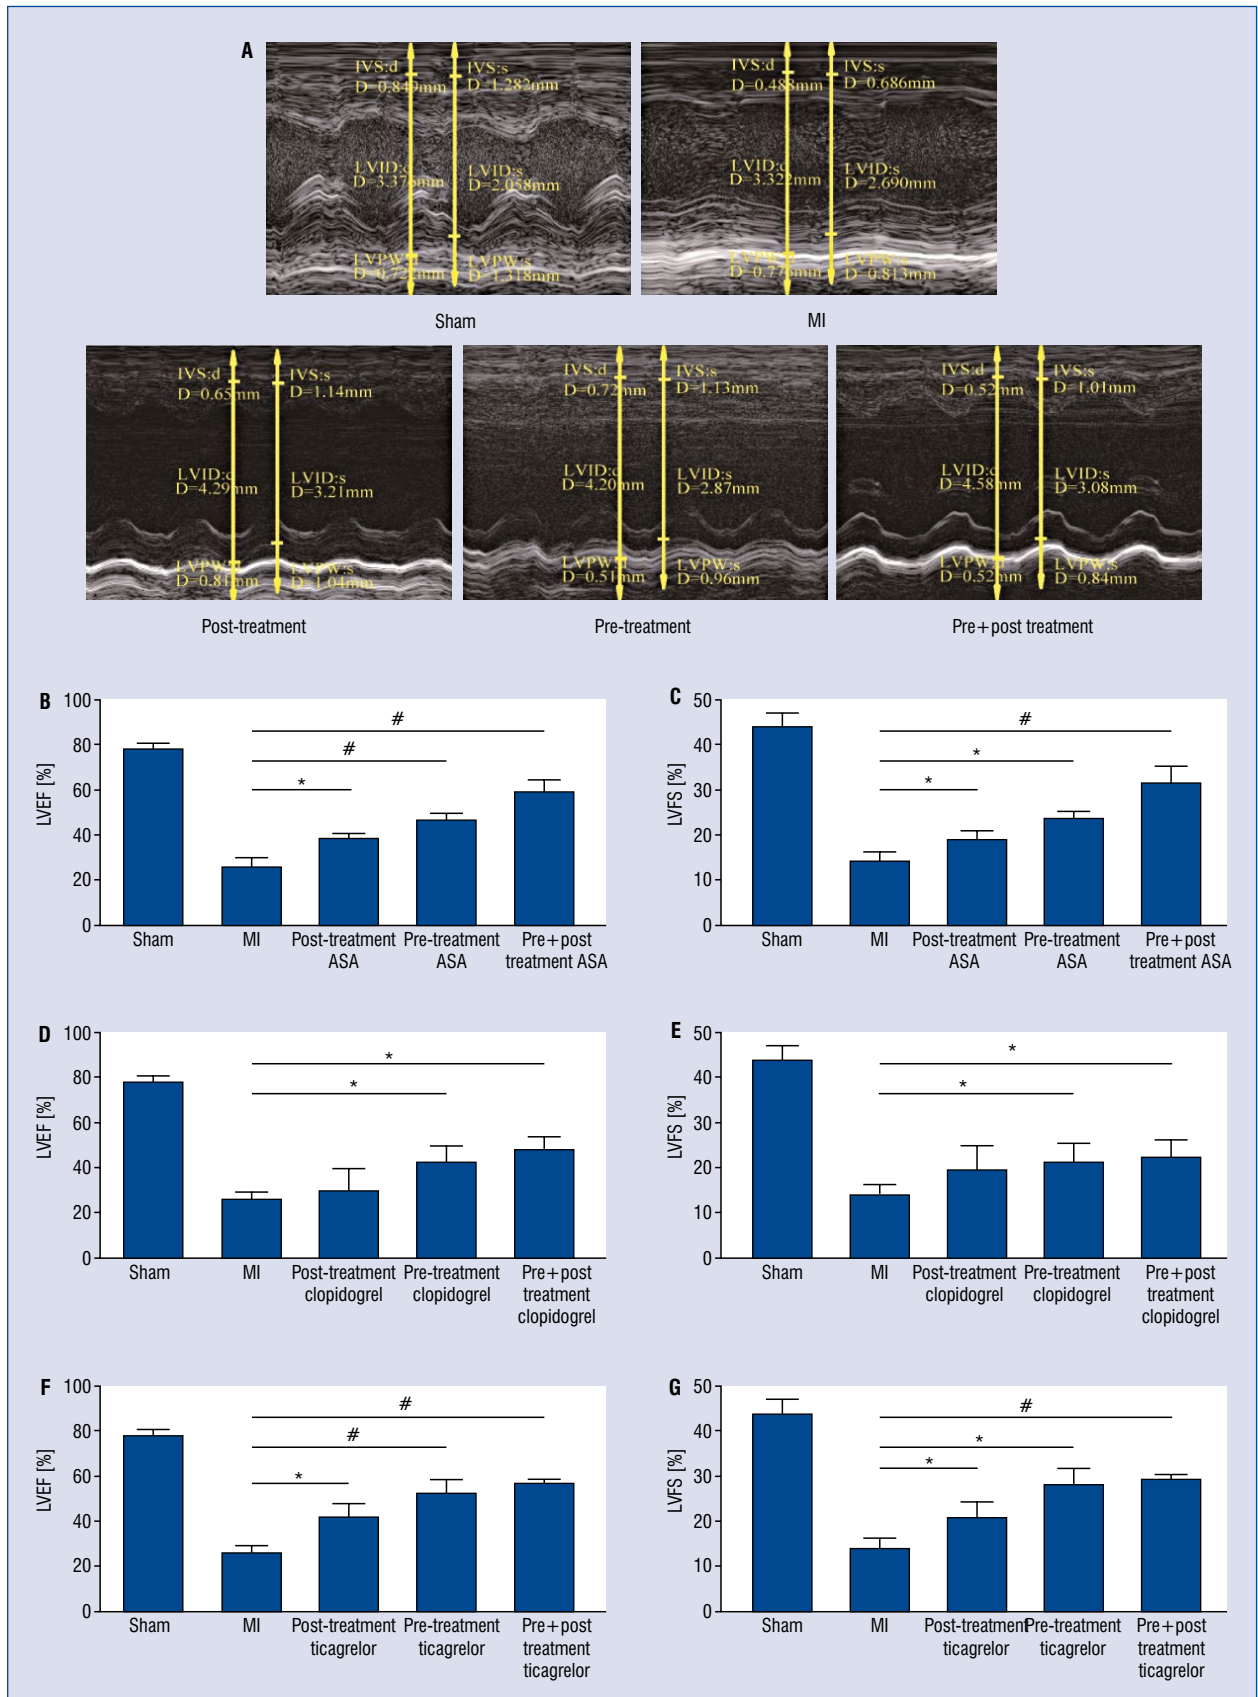 A
IVS:d
D=0.849mm
IVS:s
D=1.282mm
LVID:d
D=3.376mm
LVID:s
D=2.058mm
LVPW:d
D=0.722mm
LVPW:s
D=1.318mm
Sham
IVS:d
D=0.488mm
IVS:s
D=0.686mm
LVID:d
D=3.322mm
LVID:s
D=2.690mm
LVPW:d
D=0.776mm
LVPW:s
D=0.813mm
MI
IVS:d
D=0.65mm
IVS:s
D=1.14mm
LVID:d
D=4.29mm
LVID:s
D=3.21mm
LVPW:d
D=0.81mm
LVPW:s
D=1.04mm
Post-treatment
IVS:d
D=0.72mm
IVS:s
D=1.13mm
LVID:d
D=4.20mm
LVID:s
D=2.87mm
LVPW:d
D=0.51mm
LVPW:s
D=0.96mm
Pre-treatment
IVS:d
D=0.52mm
IVS:s
D=1.01mm
LVID:d
D=4.58mm
LVID:s
D=3.08mm
LVPW:d
D=0.52mm
LVPW:s
D=0.84mm
Pre+post treatment
B
LVEF [%]
100
80
60
40
20
0
#
#
*
Sham MI Post-treatment Pre-treatment Pre+post
ASA ASA treatment ASA
C
LVFS [%]
50
40
30
20
10
0
#
*
*
Sham MI Post-treatment Pre-treatment Pre+post
ASA ASA treatment ASA
D
LVEF [%]
100
80
60
40
20
0
*
*
Sham MI Post-treatment Pre-treatment Pre+post
clopidogrel clopidogrel treatment
clopidogrel
E
LVFS [%]
50
40
30
20
10
0
*
*
Sham MI Post-treatment Pre-treatment Pre+post
clopidogrel clopidogrel treatment
clopidogrel
F
LVEF [%]
100
80
60
40
20
0
#
#
*
Sham MI Post-treatment Pre-treatment Pre+post
ticagrelor ticagrelor treatment
ticagrelor
G
LVFS [%]
50
40
30
20
10
0
#
*
*
Sham MI Post-treatment Pre-treatment Pre+post
ticagrelor ticagrelor treatment
ticagrelor